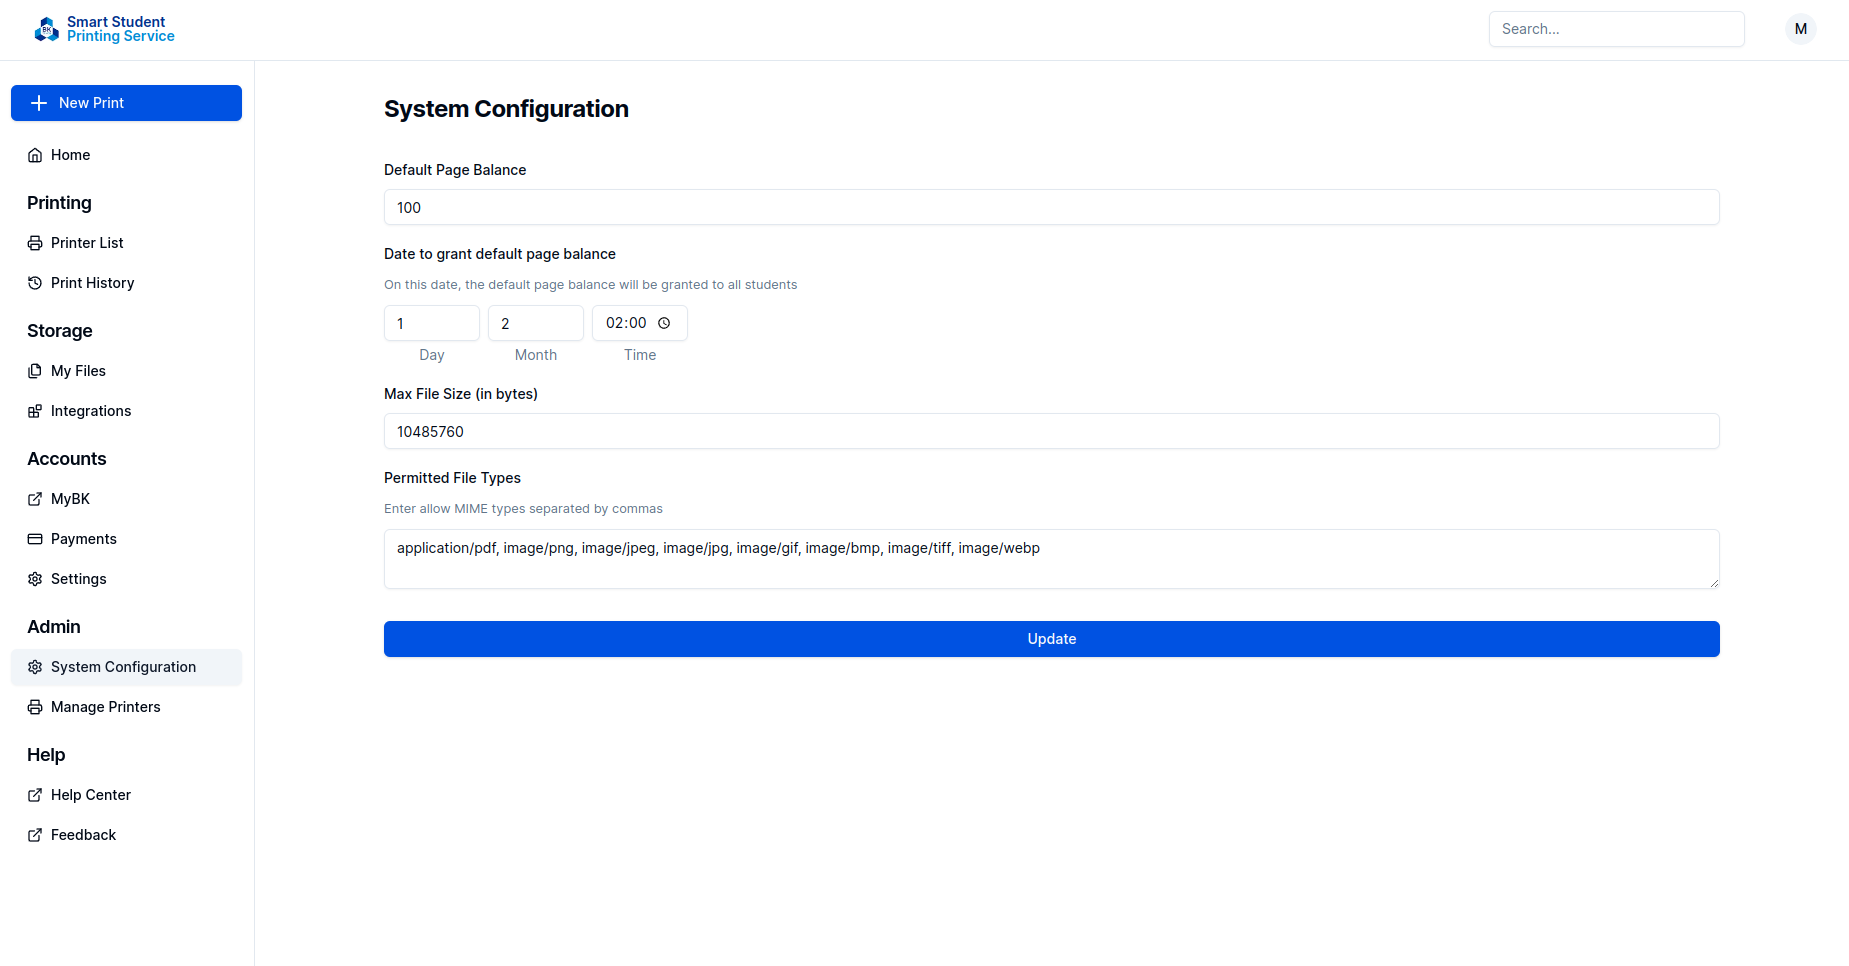 Smart Student
Printing Service
BK
Search...
M
New Print
Home
Printing
Printer List
Print History
Storage
My Files
Integrations
Accounts
MyBK
Payments
Settings
Admin
System Configuration
Manage Printers
Help
Help Center
Feedback
System Configuration
Default Page Balance
100
Date to grant default page balance
On this date, the default page balance will be granted to all students
1 2 02:00
Day Month Time
Max File Size (in bytes)
10485760
Permitted File Types
Enter allow MIME types separated by commas
application/pdf, image/png, image/jpeg, image/jpg, image/gif, image/bmp, image/tiff, image/webp
Update